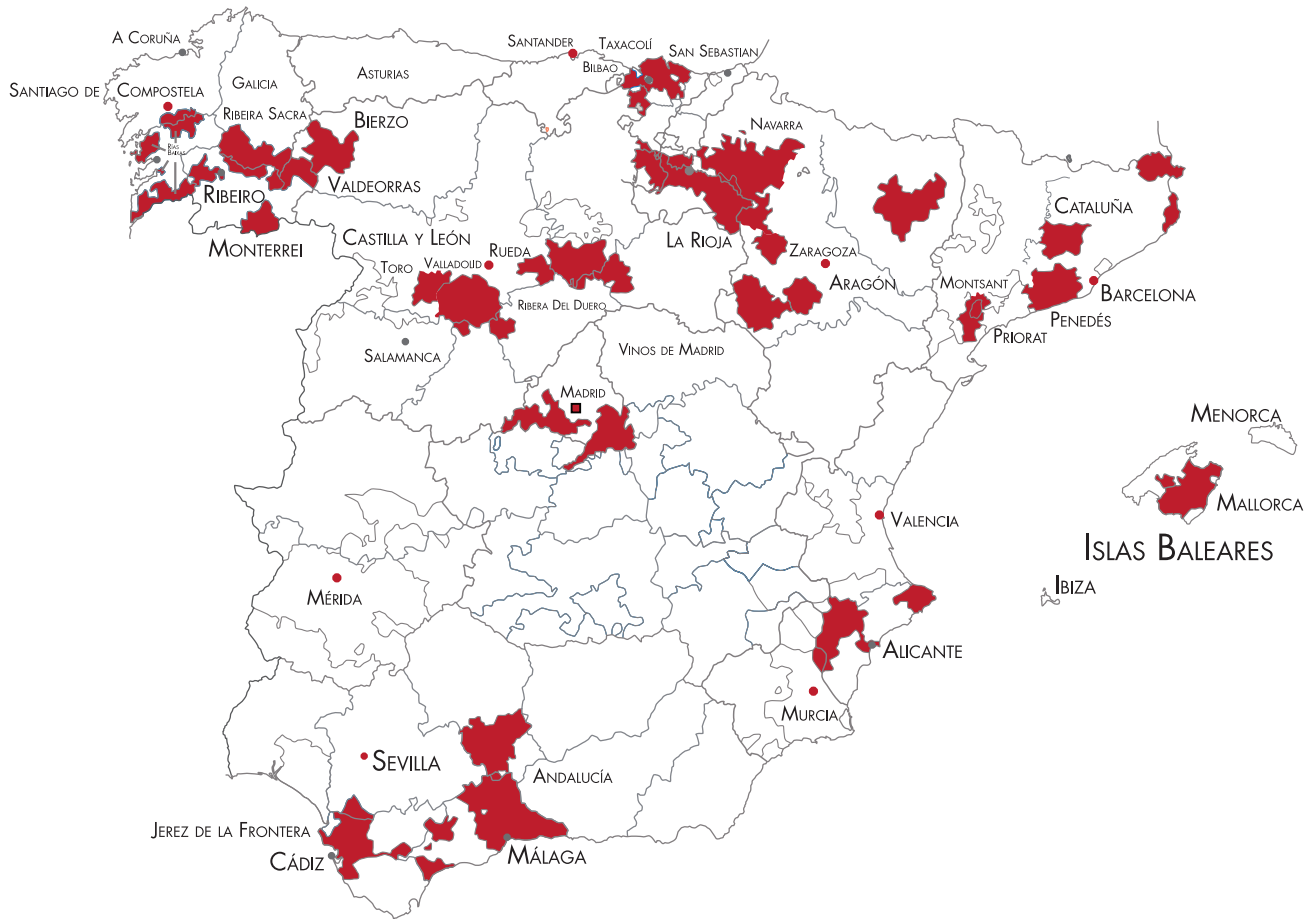 A Coruña
Santander
Taxacolí
San Sebastian
Bilbao
Asturias
Galicia
Santiago de Compostela
Ribeira Sacra
Bierzo
Navarra
Rías
Baixas
Ribeiro
Valdeorras
Monterrei
Castilla y León
Rueda
La Rioja
Cataluña
Toro
Valladolid
Zaragoza
Aragón
Montsant
Barcelona
Ribera Del Duero
Penedés
Priorat
Salamanca
Vinos de Madrid
Madrid
Menorca
Mallorca
Valencia
Islas Baleares
Mérida
Ibiza
Alicante
Murcia
Sevilla
Andalucía
Jerez de la Frontera
Cádiz
Málaga